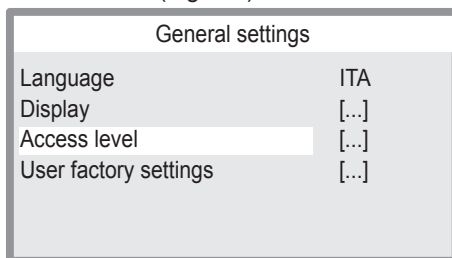 General settings
Language ITA
Display [...]
Access level [...]
User factory settings [...]